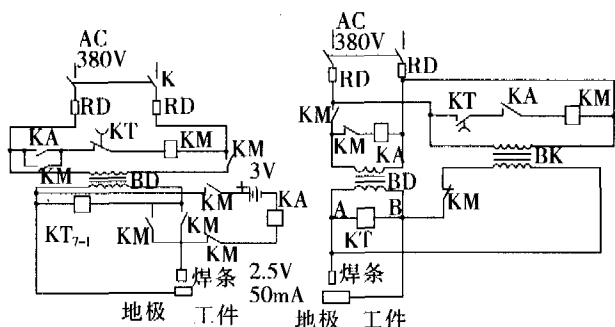 AC
380V
K
RD
RD
KA
KT
KM
KM
KM
BD
3V
+
KM
KA
KT7-1
KM
KM
KM
焊条
2.5V
50mA
地极
工件
AC
380V
RD
RD
KM
KT
KA
KM
KM
KA
BK
BD
A
B
KM
KT
焊条
地极
工件